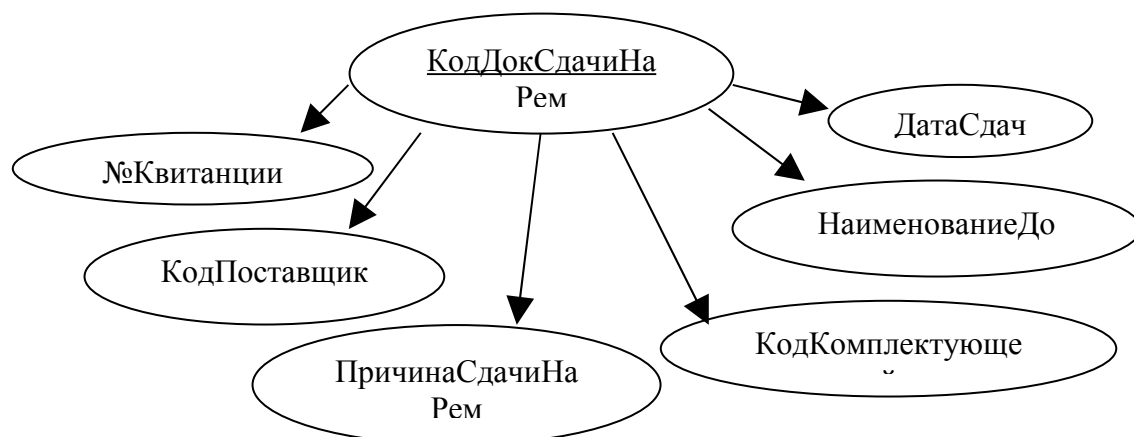 КодДокСдачиНа
Рем
ДатаСдач
№Квитанции
НаименованиеДо
КодПоставщик
КодКомплектующе
ПричинаСдачиНа
Рем